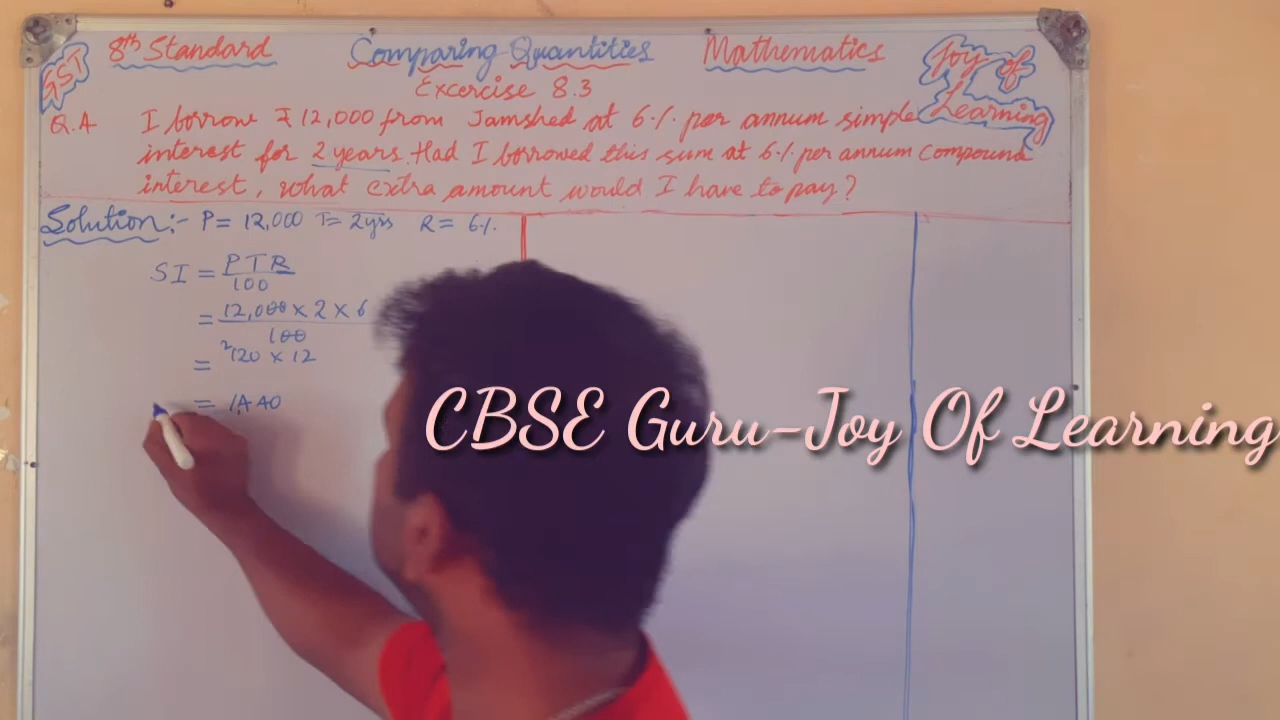 GST 8th Standard Comparing Quantities Mathematics Joy of Learning
Excercise 8.3
Q.4 I borrow ₹12,000 from Jamshed at 6% per annum simple
interest for 2 years. Had I borrowed this sum at 6% per annum compound
interest, what extra amount would I have to pay?
Solution:- P= 12,000 T= 2yrs R= 6%.
SI = PTR
100
= 12,000 × 2 × 6
100
= 2120 × 12
= 1440
CBSE Guru-Joy Of Learning